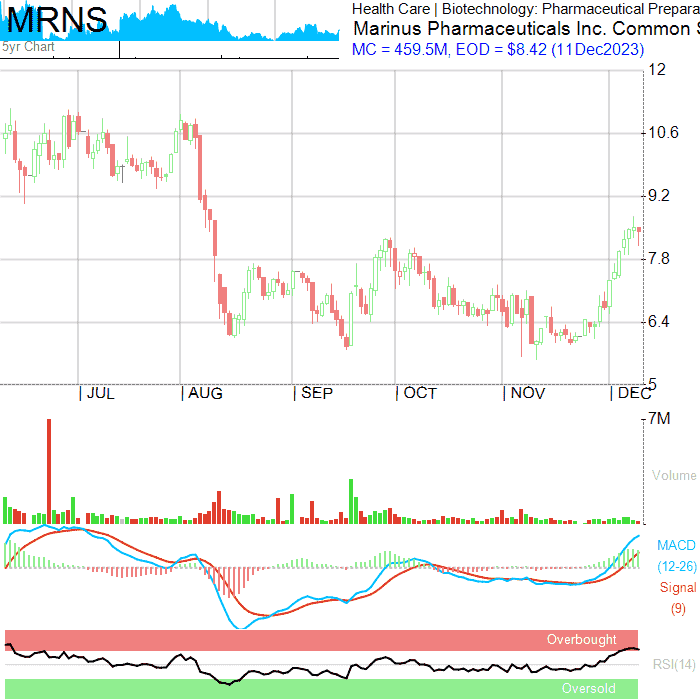 MRNS
5yr Chart
Health Care | Biotechnology: Pharmaceutical Prepara
Marinus Pharmaceuticals Inc. Common S
MC = 459.5M, EOD = $8.42 (11Dec2023)
12
10.6
9.2
7.8
6.4
5
| JUL | AUG | SEP | OCT | NOV | DEC
7M
Volume
MACD
(12-26)
Signal
(9)
Overbought
RSI(14)
Oversold